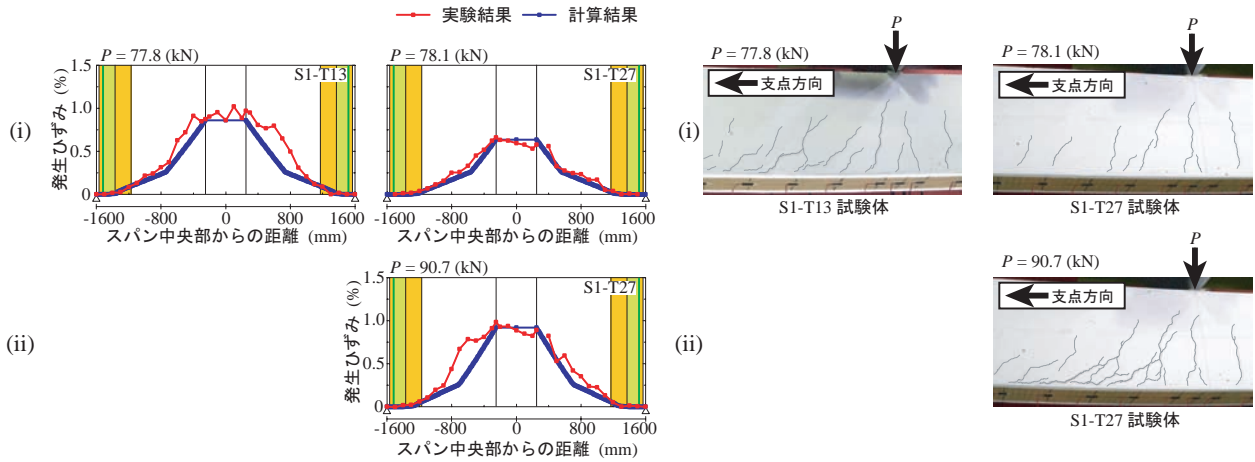 実験結果 計算結果
(i)
P = 77.8 (kN)
S1-T13
発生ひずみ (%)
1.5
1.0
0.5
0
-1600 -800 0 800 1600
スパン中央部からの距離 (mm)
P = 78.1 (kN)
S1-T27
-1600 -800 0 800 1600
スパン中央部からの距離 (mm)
(ii)
P = 90.7 (kN)
S1-T27
発生ひずみ (%)
1.5
1.0
0.5
0
-1600 -800 0 800 1600
スパン中央部からの距離 (mm)
(i)
P = 77.8 (kN)
P
支点方向
S1-T13 試験体
P = 78.1 (kN)
P
支点方向
S1-T27 試験体
(ii)
P = 90.7 (kN)
P
支点方向
S1-T27 試験体